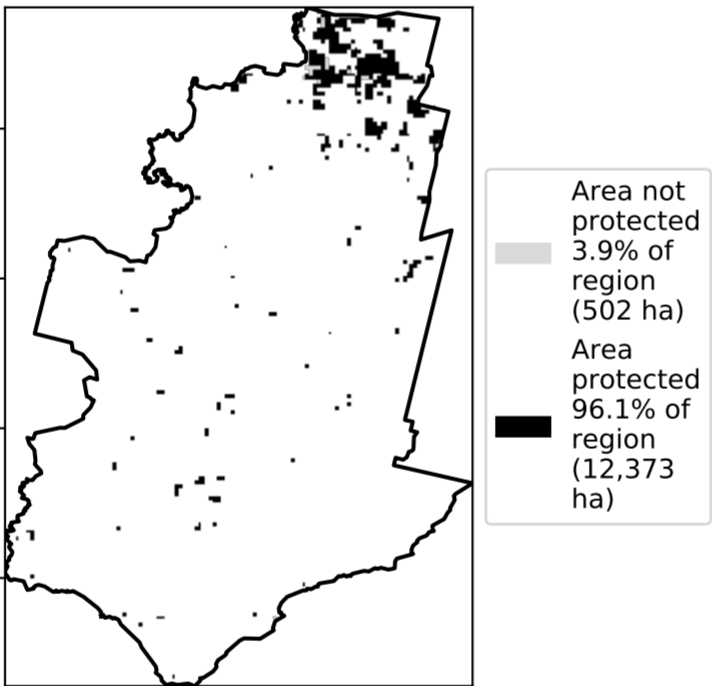 Area not
protected
3.9% of
region
(502 ha)
Area
protected
96.1% of
region
(12,373
ha)